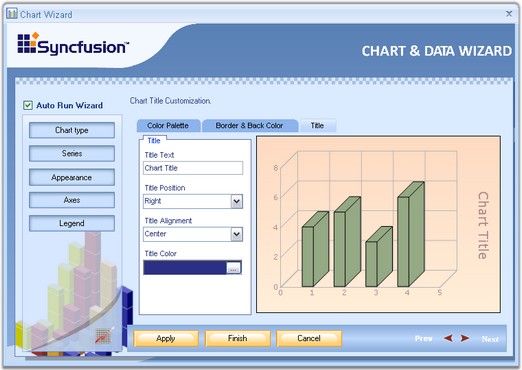 Chart Wizard
Syncfusion™
CHART & DATA WIZARD
Auto Run Wizard
Chart type
Series
Appearance
Axes
Legend
Chart Title Customization.
Color Palette
Border & Back Color
Title
Title
Title Text
Chart Title
Title Position
Right
Title Alignment
Center
Title Color
...
8
6
4
2
0
0 1 2 3 4 5
Chart Title
Apply
Finish
Cancel
Prev
Next